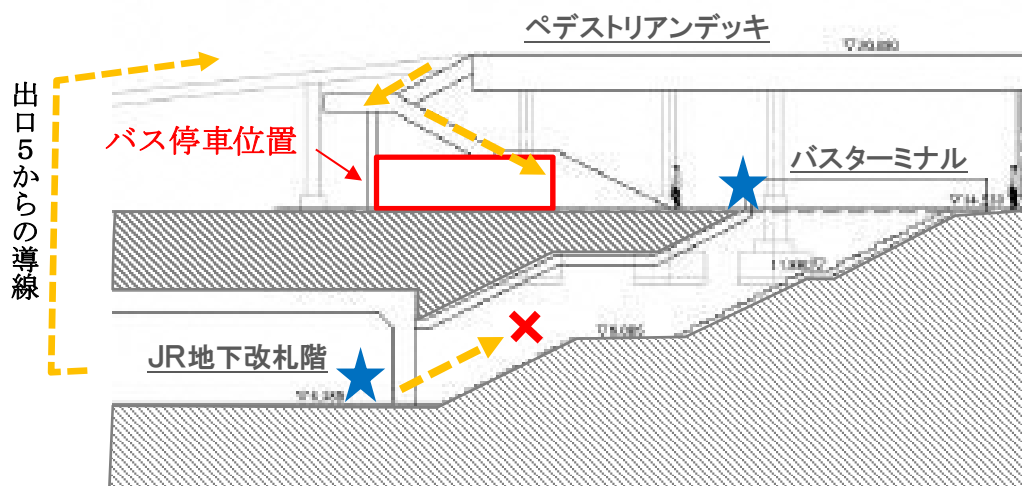 ペデストリアンデッキ
出口５からの導線
バス停車位置
バスターミナル
JR地下改札階